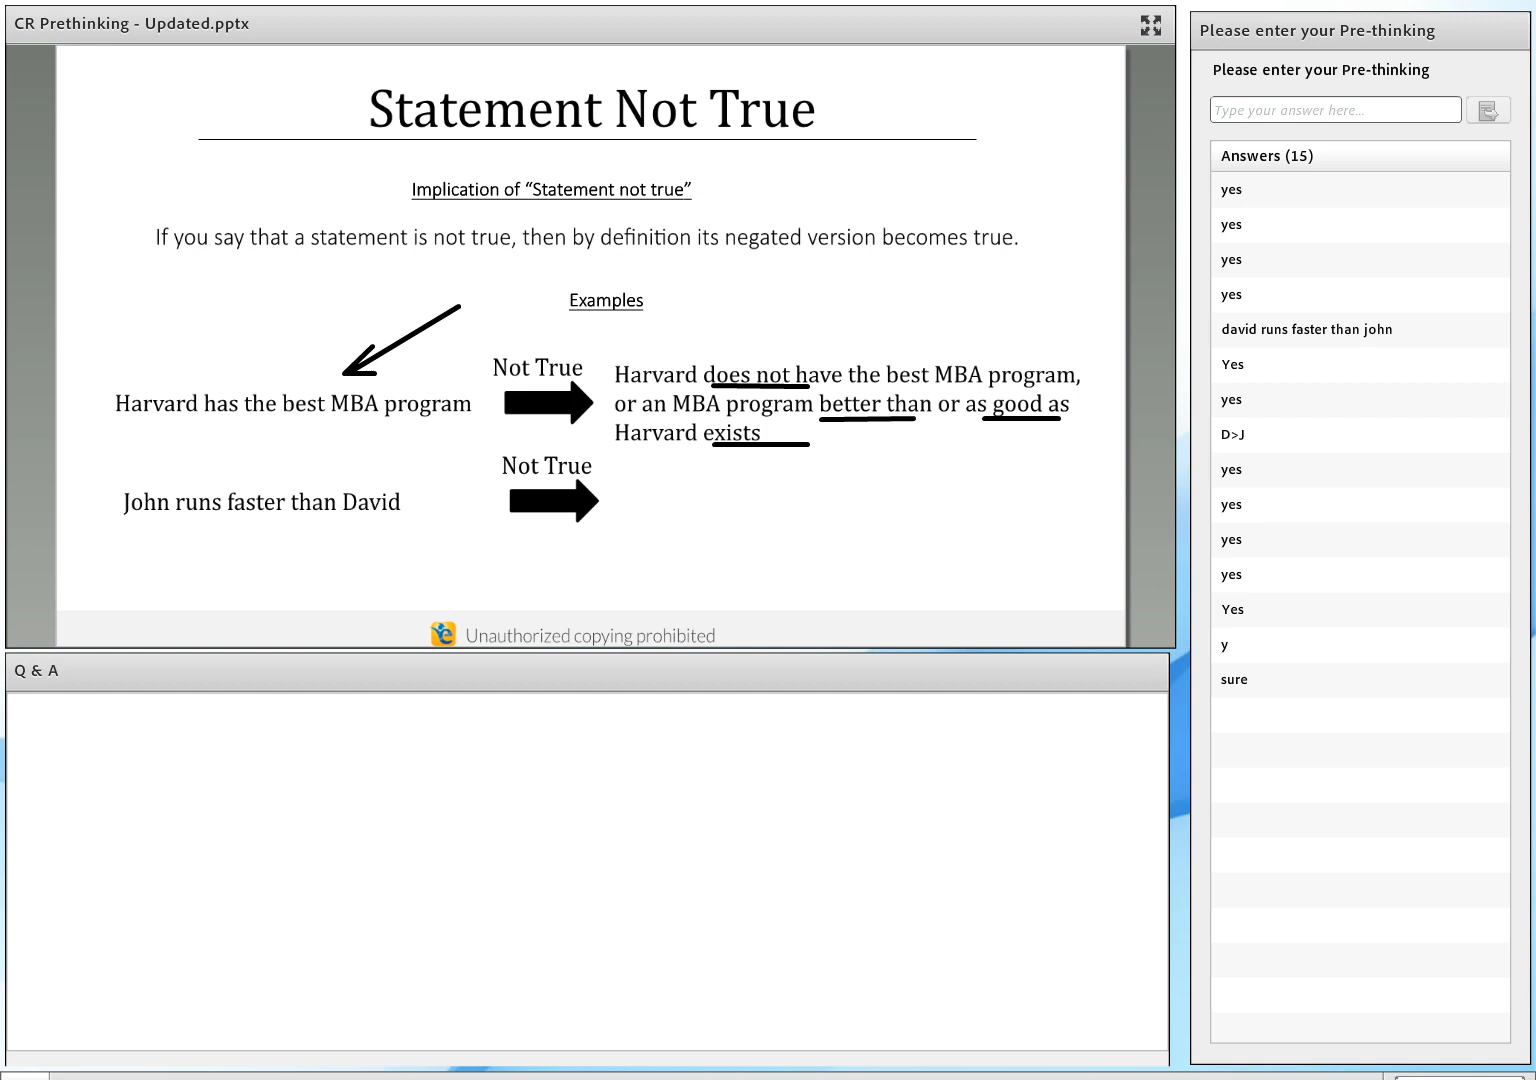 CR Prethinking - Updated.pptx
Statement Not True
Implication of “Statement not true”
If you say that a statement is not true, then by definition its negated version becomes true.
Examples
Harvard has the best MBA program
Not True
Harvard does not have the best MBA program,
or an MBA program better than or as good as
Harvard exists
John runs faster than David
Not True
Unauthorized copying prohibited
Q & A
Please enter your Pre-thinking
Please enter your Pre-thinking
Type your answer here...
Answers (15)
yes
yes
yes
yes
david runs faster than john
Yes
yes
D>J
yes
yes
yes
yes
Yes
y
sure